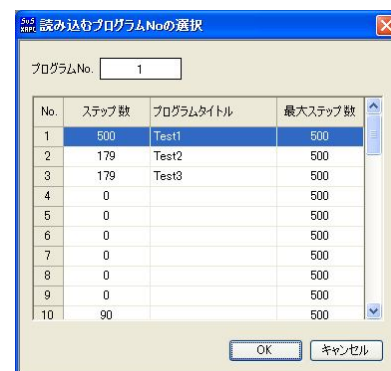 SUS XAPC 読み込むプログラムNoの選択
プログラムNo. 1
No. ステップ数 プログラムタイトル 最大ステップ数
1 500 Test1 500
2 179 Test2 500
3 179 Test3 500
4 0 500
5 0 500
6 0 500
7 0 500
8 0 500
9 0 500
10 90 500
OK キャンセル